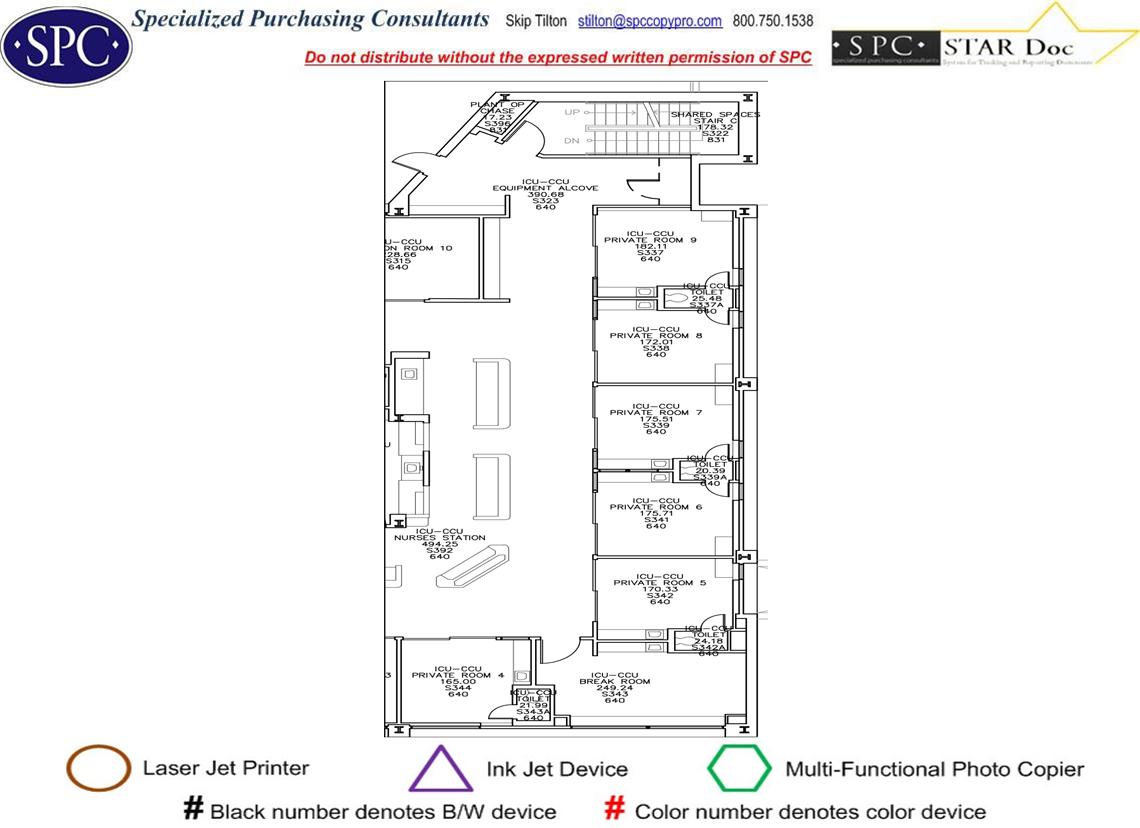 Specialized Purchasing Consultants Skip Tilton stilton@spccopypro.com 800.750.1538
·SPC·
Do not distribute without the expressed written permission of SPC
·SPC· STAR Doc
specialized purchasing consultants System for Tracking and Reporting Documents
PLANT OP
CHASE
17.23
S396
831
UP
DN
SHARED SPACES
STAIR C
178.32
S322
831
ICU-CCU
EQUIPMENT ALCOVE
390.68
S323
640
U-CCU
ON ROOM 10
28.66
S315
640
ICU-CCU
PRIVATE ROOM 9
182.11
S337
640
ICU-CCU
TOILET
25.48
S337A
640
ICU-CCU
PRIVATE ROOM 8
172.01
S338
640
ICU-CCU
PRIVATE ROOM 7
175.51
S339
640
ICU-CCU
TOILET
20.39
S339A
640
ICU-CCU
PRIVATE ROOM 6
175.71
S341
640
ICU-CCU
NURSES STATION
494.25
S392
640
ICU-CCU
PRIVATE ROOM 5
170.33
S342
640
ICU-CCU
TOILET
24.18
S342A
640
3
ICU-CCU
PRIVATE ROOM 4
165.00
S344
640
ICU-CCU
TOILET
21.99
S343A
640
ICU-CCU
BREAK ROOM
249.24
S343
640
Laser Jet Printer
Ink Jet Device
Multi-Functional Photo Copier
# Black number denotes B/W device
# Color number denotes color device